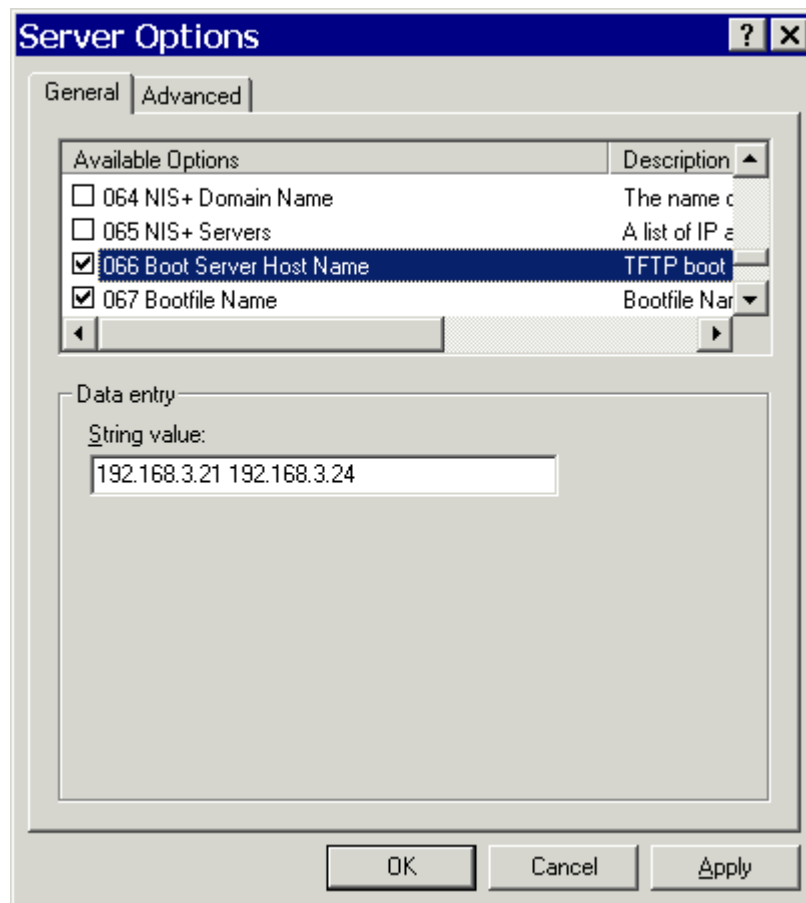 Server Options
General Advanced
Available Options Description
064 NIS+ Domain Name The name
065 NIS+ Servers A list of IP
066 Boot Server Host Name TFTP boot
067 Bootfile Name Bootfile
Data entry
String value:
192.168.3.21 192.168.3.24
OK Cancel Apply